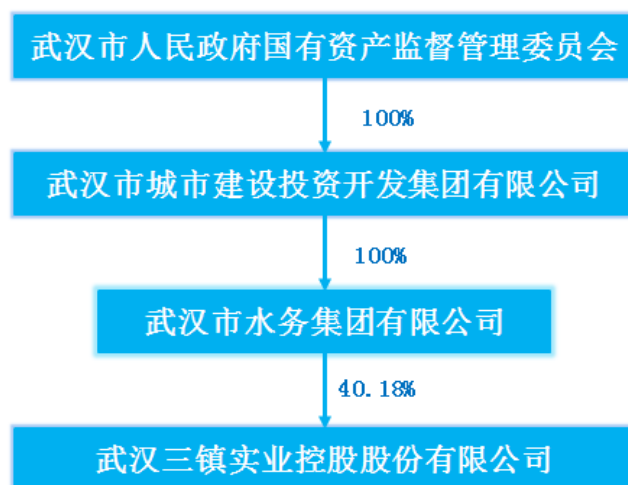 武汉市人民政府国有资产监督管理委员会
100%
武汉市城市建设投资开发集团有限公司
100%
武汉市水务集团有限公司
40.18%
武汉三镇实业控股股份有限公司